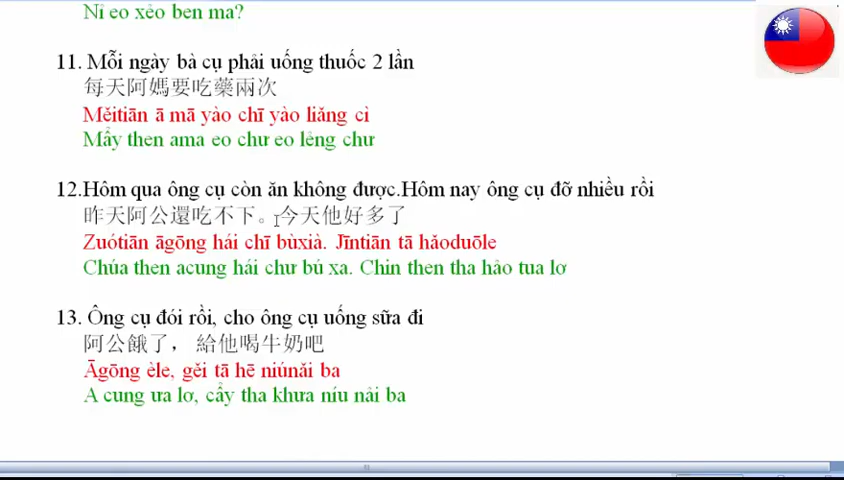 Nỉ eo xẻo ben ma?
11. Mỗi ngày bà cụ phải uống thuốc 2 lần
每天阿媽要吃藥兩次
Měitiān ā mā yào chī yào liǎng cì
Mẩy then ama eo chư eo lẻng chư
12.Hôm qua ông cụ còn ăn không được.Hôm nay ông cụ đỡ nhiều rồi
昨天阿公還吃不下。今天他好多了
Zuótiān āgōng hái chī bùxià. Jīntiān tā hǎoduōle
Chúa then acung hái chư bú xa. Chin then tha hảo tua lơ
13. Ông cụ đói rồi, cho ông cụ uống sữa đi
阿公餓了，給他喝牛奶吧
Āgōng èle, gěi tā hē niúnǎi ba
A cung ưa lơ, cẩy tha khưa níu nải ba